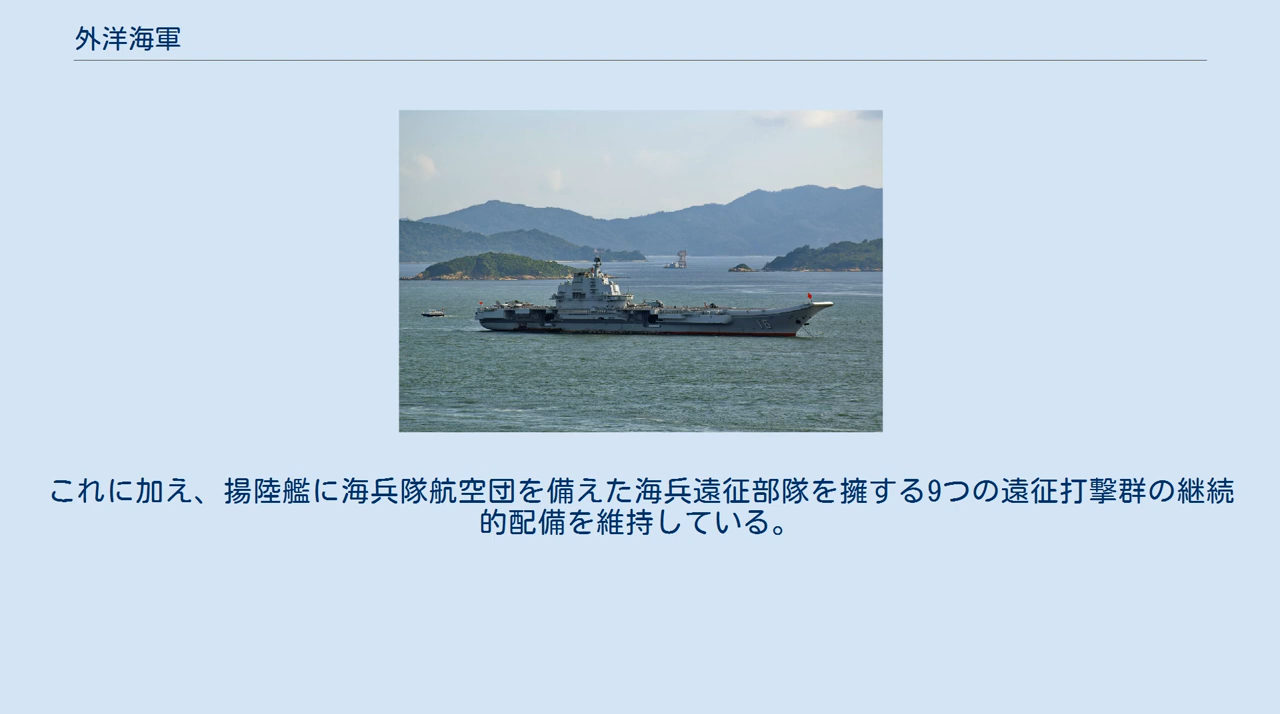 外洋海軍
16
これに加え、揚陸艦に海兵隊航空団を備えた海兵遠征部隊を擁する9つの遠征打撃群の継続
的配備を維持している。